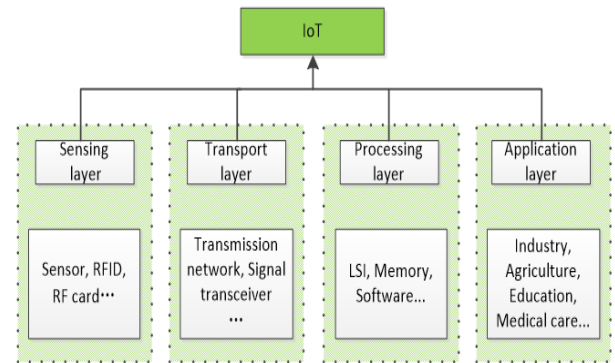 IoT
Sensing
layer
Transport
layer
Processing
layer
Application
layer
Sensor, RFID,
RF card···
Transmission
network, Signal
transceiver
···
LSI, Memory,
Software...
Industry,
Agriculture,
Education,
Medical care...